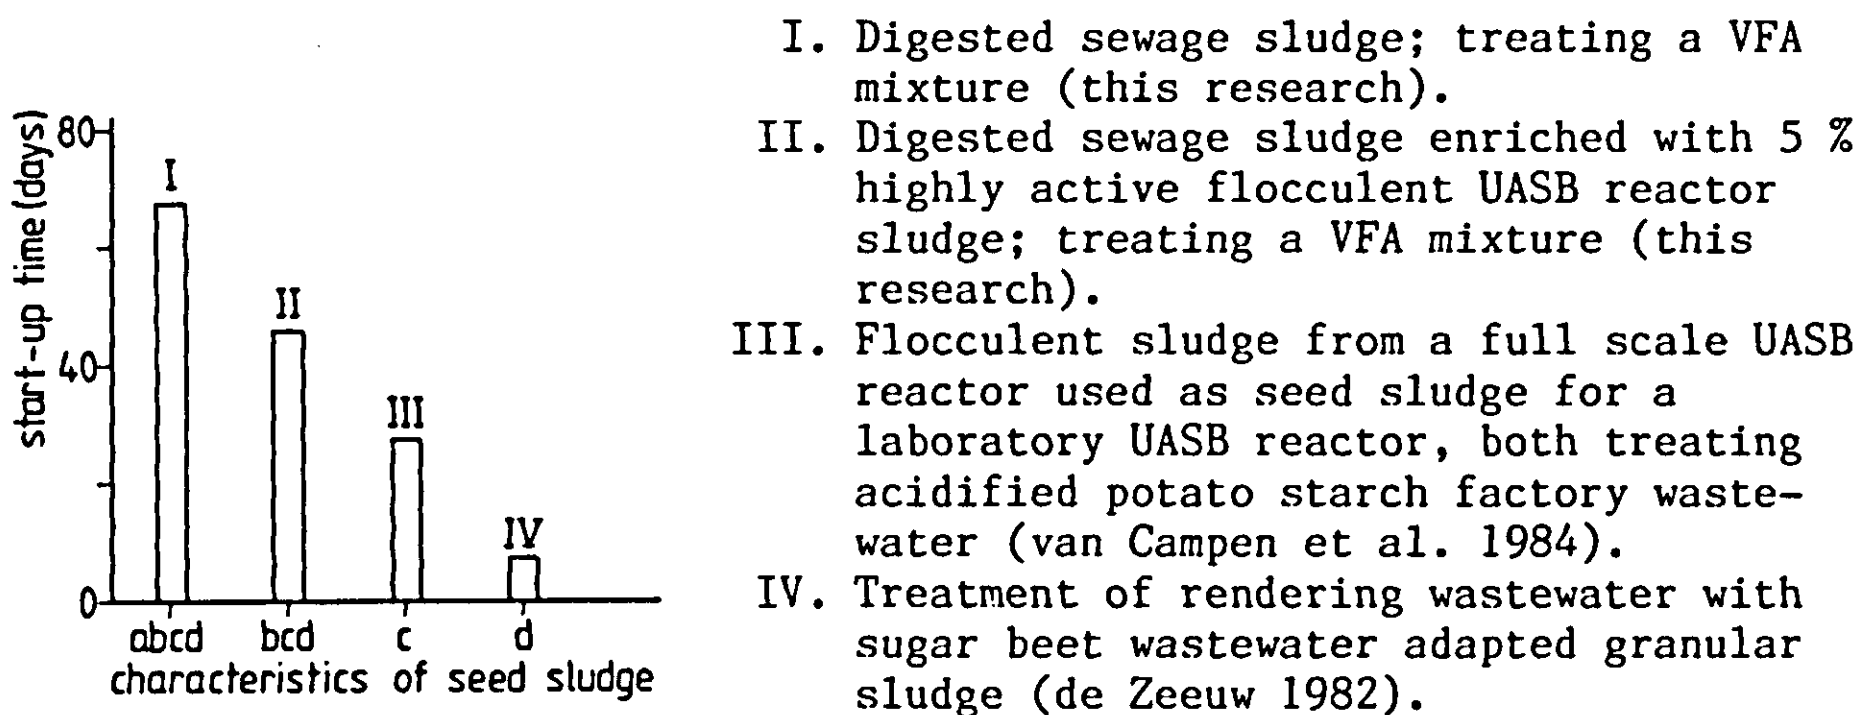 start-up time (days)
80
40
0
I
II
III
IV
abcd bcd c d
characteristics of seed sludge
I. Digested sewage sludge; treating a VFA
mixture (this research).
II. Digested sewage sludge enriched with 5 %
highly active flocculent UASB reactor
sludge; treating a VFA mixture (this
research).
III. Flocculent sludge from a full scale UASB
reactor used as seed sludge for a
laboratory UASB reactor, both treating
acidified potato starch factory waste-
water (van Campen et al. 1984).
IV. Treatment of rendering wastewater with
sugar beet wastewater adapted granular
sludge (de Zeeuw 1982).